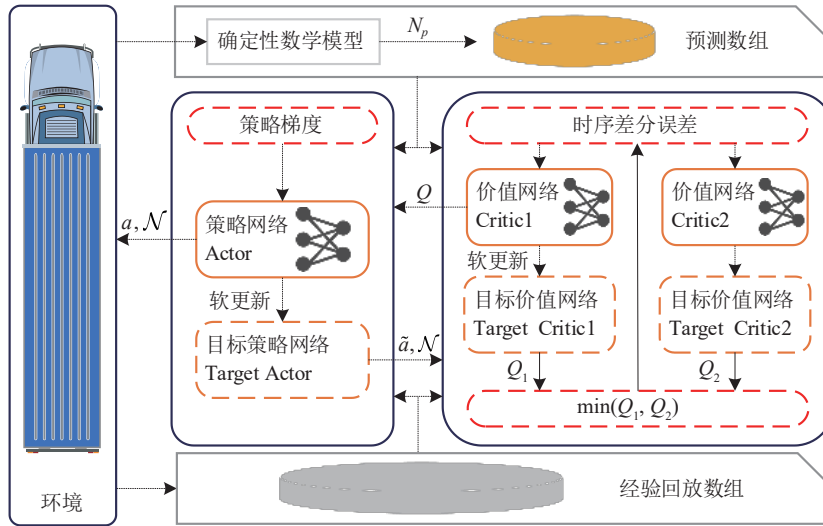 确定性数学模型
N_p
预测数组
策略梯度
时序差分误差
价值网络
Critic1
价值网络
Critic2
Q
a, 𝒩
策略网络
Actor
软更新
软更新
目标价值网络
Target Critic1
目标价值网络
Target Critic2
目标策略网络
Target Actor
ã, 𝒩
Q₁
Q₂
min(Q₁, Q₂)
环境
经验回放数组